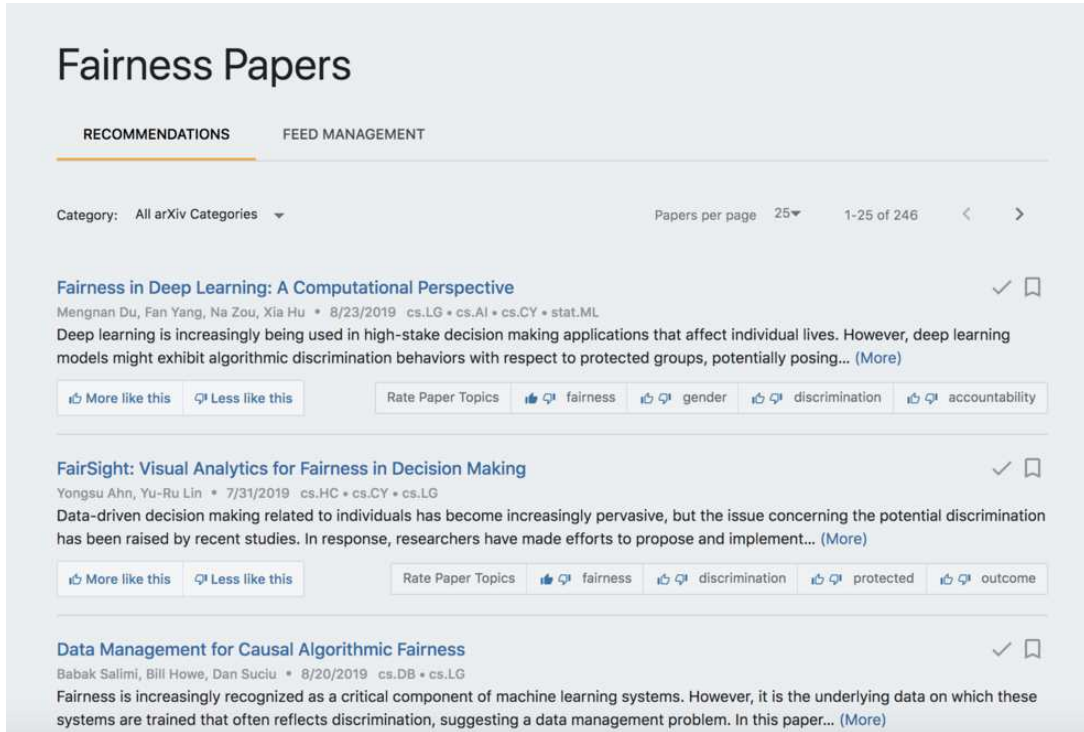 Fairness Papers
RECOMMENDATIONS FEED MANAGEMENT
Category: All arXiv Categories Papers per page 25 1-25 of 246
Fairness in Deep Learning: A Computational Perspective
Mengnan Du, Fan Yang, Na Zou, Xia Hu • 8/23/2019 cs.LG • cs.AI • cs.CY • stat.ML
Deep learning is increasingly being used in high-stake decision making applications that affect individual lives. However, deep learning
models might exhibit algorithmic discrimination behaviors with respect to protected groups, potentially posing... (More)
More like this Less like this Rate Paper Topics fairness gender discrimination accountability
FairSight: Visual Analytics for Fairness in Decision Making
Yongsu Ahn, Yu-Ru Lin • 7/31/2019 cs.HC • cs.CY • cs.LG
Data-driven decision making related to individuals has become increasingly pervasive, but the issue concerning the potential discrimination
has been raised by recent studies. In response, researchers have made efforts to propose and implement... (More)
More like this Less like this Rate Paper Topics fairness discrimination protected outcome
Data Management for Causal Algorithmic Fairness
Babak Salimi, Bill Howe, Dan Suciu • 8/20/2019 cs.DB • cs.LG
Fairness is increasingly recognized as a critical component of machine learning systems. However, it is the underlying data on which these
systems are trained that often reflects discrimination, suggesting a data management problem. In this paper... (More)